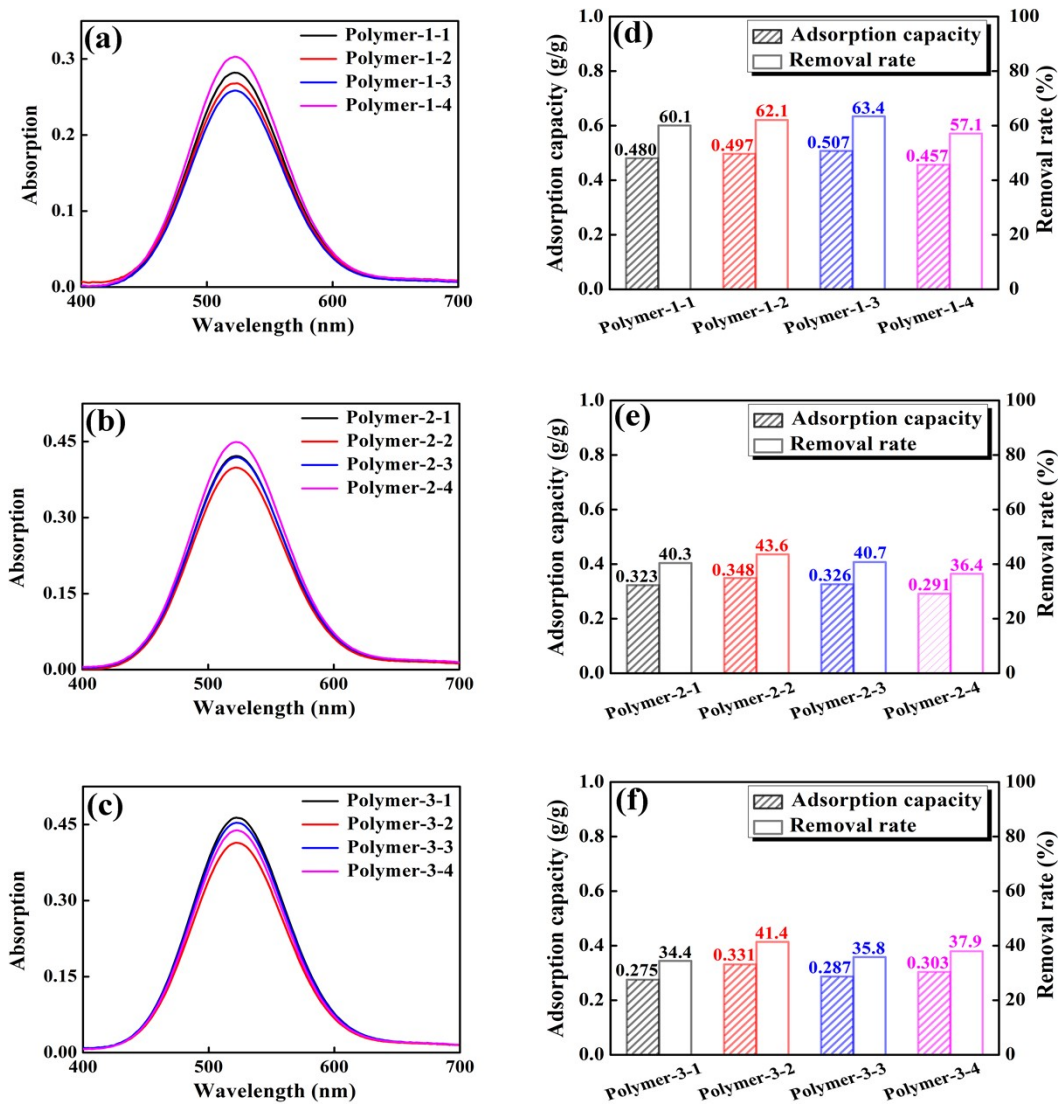 (a)
Polymer-1-1
Polymer-1-2
Polymer-1-3
Polymer-1-4
0.3
0.2
0.1
0.0
Absorption
400 500 600 700
Wavelength (nm)
(d)
Adsorption capacity
Removal rate
1.0
0.8
0.6
0.4
0.2
0.0
Adsorption capacity (g/g)
100
80
60
40
20
0
Removal rate (%)
0.480 60.1 0.497 62.1 0.507 63.4 0.457 57.1
Polymer-1-1 Polymer-1-2 Polymer-1-3 Polymer-1-4
(b)
Polymer-2-1
Polymer-2-2
Polymer-2-3
Polymer-2-4
0.45
0.30
0.15
0.00
Absorption
400 500 600 700
Wavelength (nm)
(e)
Adsorption capacity
Removal rate
1.0
0.8
0.6
0.4
0.2
0.0
Adsorption capacity (g/g)
100
80
60
40
20
0
Removal rate (%)
0.323 40.3 0.348 43.6 0.326 40.7 0.291 36.4
Polymer-2-1 Polymer-2-2 Polymer-2-3 Polymer-2-4
(c)
Polymer-3-1
Polymer-3-2
Polymer-3-3
Polymer-3-4
0.45
0.30
0.15
0.00
Absorption
400 500 600 700
Wavelength (nm)
(f)
Adsorption capacity
Removal rate
1.0
0.8
0.6
0.4
0.2
0.0
Adsorption capacity (g/g)
100
80
60
40
20
0
Removal rate (%)
0.275 34.4 0.331 41.4 0.287 35.8 0.303 37.9
Polymer-3-1 Polymer-3-2 Polymer-3-3 Polymer-3-4